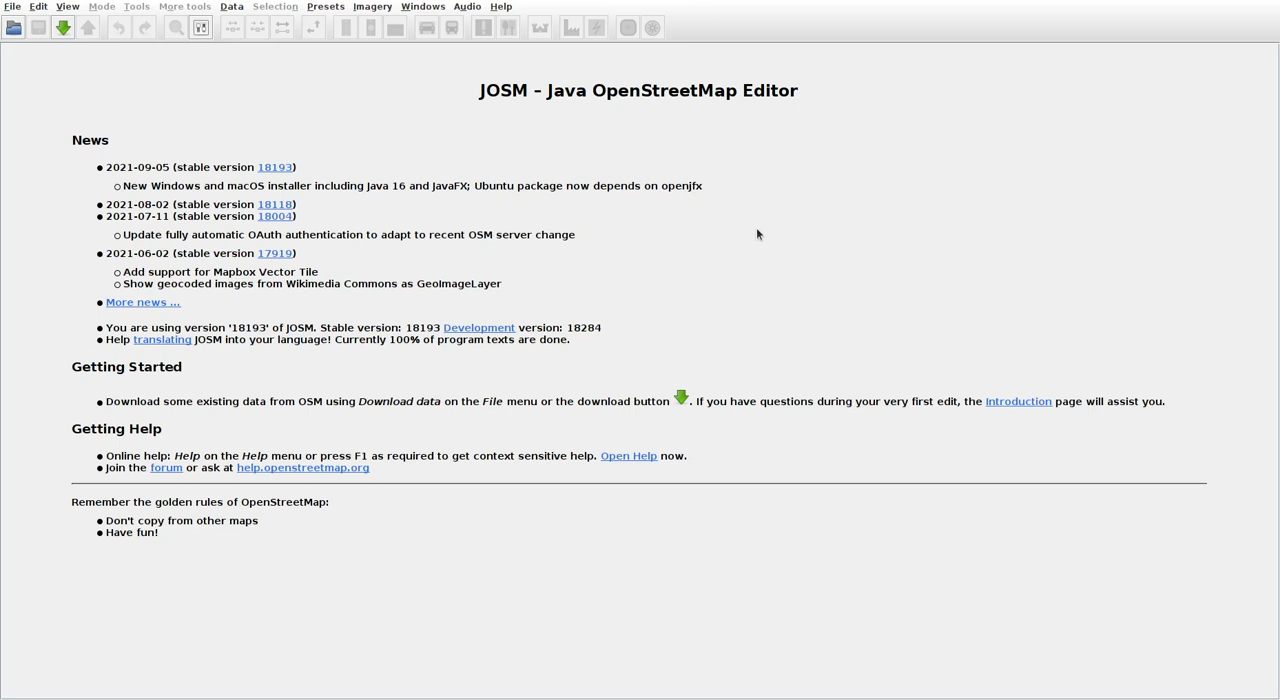 File Edit View Mode Tools More tools Data Selection Presets Imagery Windows Audio Help
JOSM – Java OpenStreetMap Editor
News
2021-09-05 (stable version 18193)
New Windows and macOS installer including Java 16 and JavaFX; Ubuntu package now depends on openjfx
2021-08-02 (stable version 18118)
2021-07-11 (stable version 18004)
Update fully automatic OAuth authentication to adapt to recent OSM server change
2021-06-02 (stable version 17919)
Add support for Mapbox Vector Tile
Show geocoded images from Wikimedia Commons as GeoImageLayer
More news ...
You are using version '18193' of JOSM. Stable version: 18193 Development version: 18284
Help translating JOSM into your language! Currently 100% of program texts are done.
Getting Started
Download some existing data from OSM using Download data on the File menu or the download button . If you have questions during your very first edit, the Introduction page will assist you.
Getting Help
Online help: Help on the Help menu or press F1 as required to get context sensitive help. Open Help now.
Join the forum or ask at help.openstreetmap.org
Remember the golden rules of OpenStreetMap:
Don't copy from other maps
Have fun!